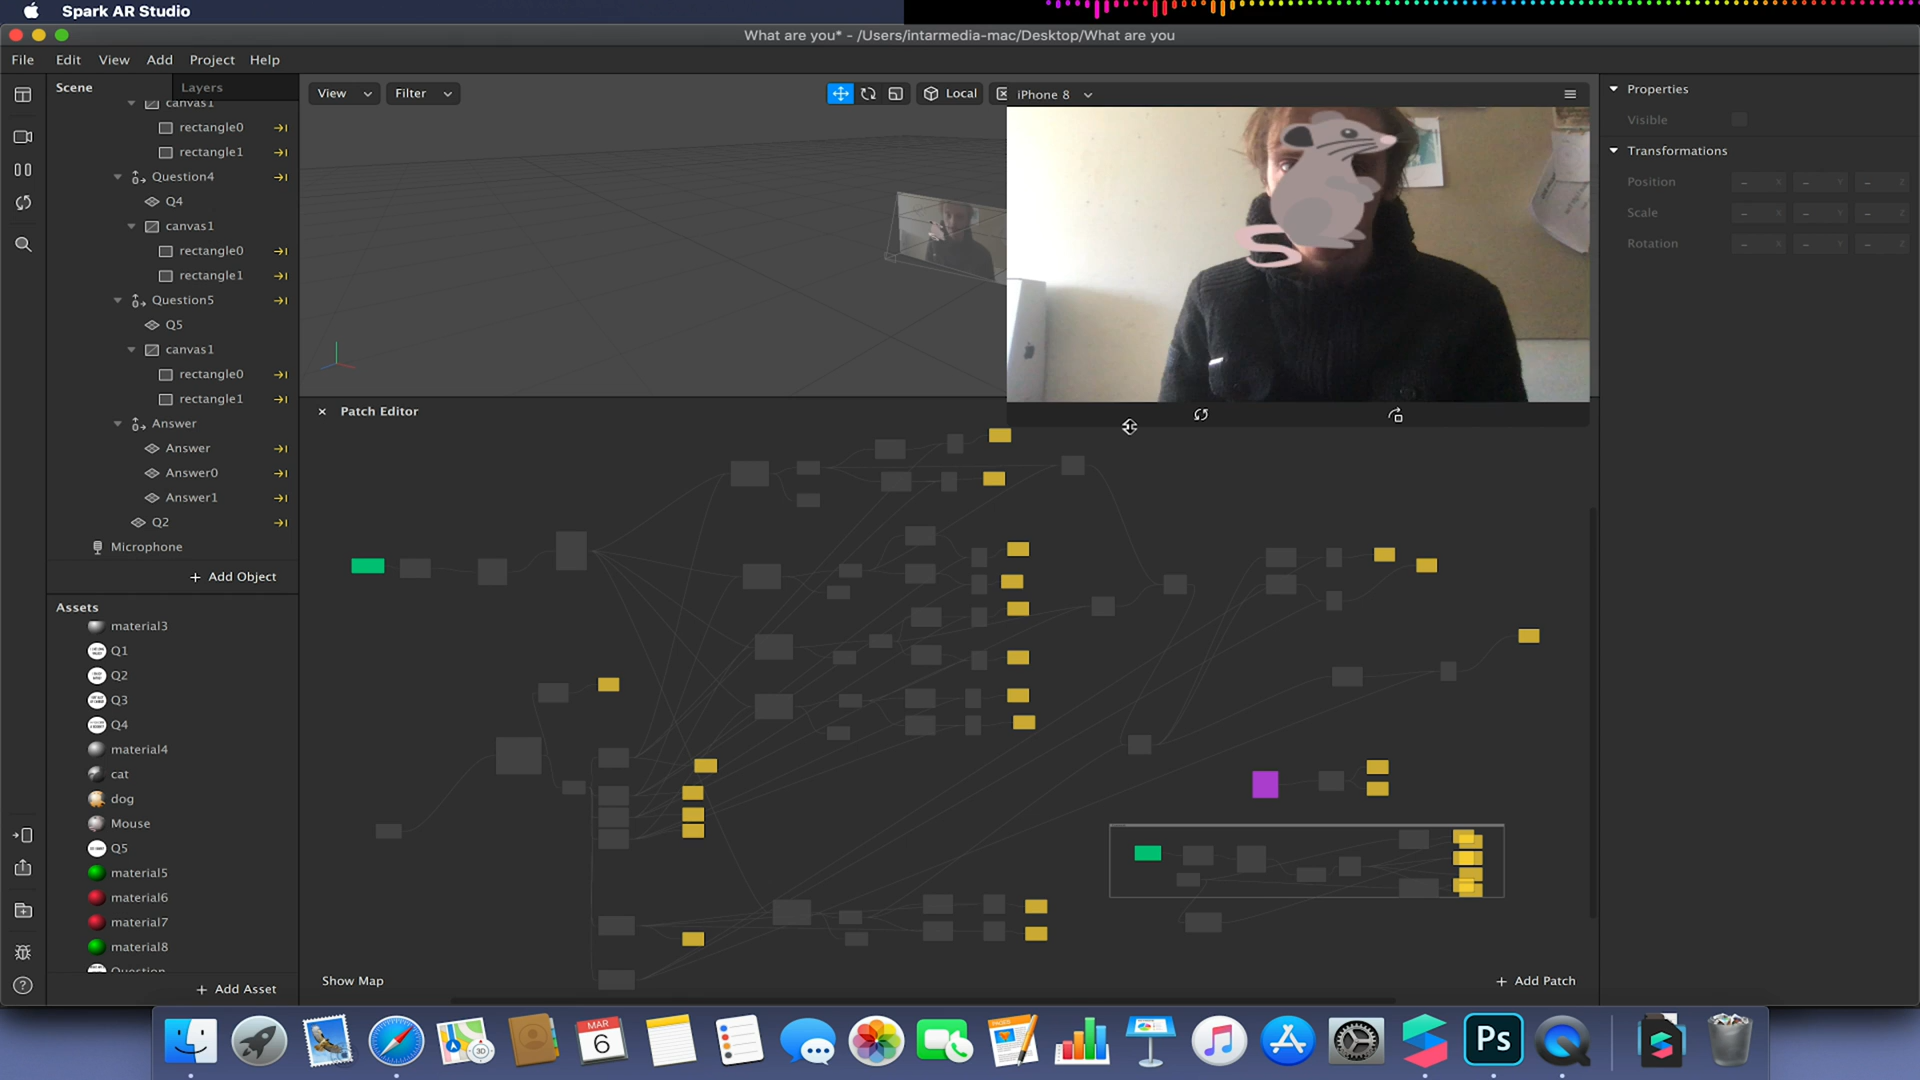 Spark AR Studio
What are you* - /Users/intarmedia-mac/Desktop/What are you
File Edit View Add Project Help
Scene
Layers
canvas1
rectangle0
rectangle1
Question4
Q4
canvas1
rectangle0
rectangle1
Question5
Q5
canvas1
rectangle0
rectangle1
Answer
Answer
Answer0
Answer1
Q2
Microphone
+ Add Object
Assets
material3
Q1
Q2
Q3
Q4
material4
cat
dog
Mouse
Q5
material5
material6
material7
material8
Question
+ Add Asset
View
Filter
Local
iPhone 8
× Patch Editor
Show Map
+ Add Patch
Properties
Visible
Transformations
Position – X – Y – Z
Scale – X – Y – Z
Rotation – X – Y – Z
MAR
6
3D
Ps